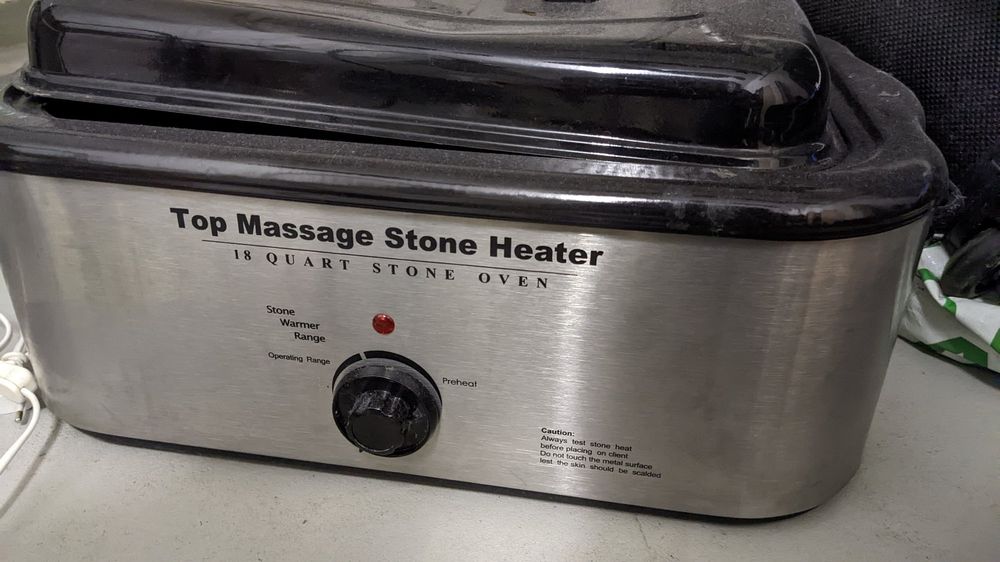 Top Massage Stone Heater
18 QUART STONE OVEN
Stone
Warmer
Range
Operating Range
Preheat
Caution:
Always test stone heat
before placing on client
Do not touch the metal surface
lest the skin should be scalded